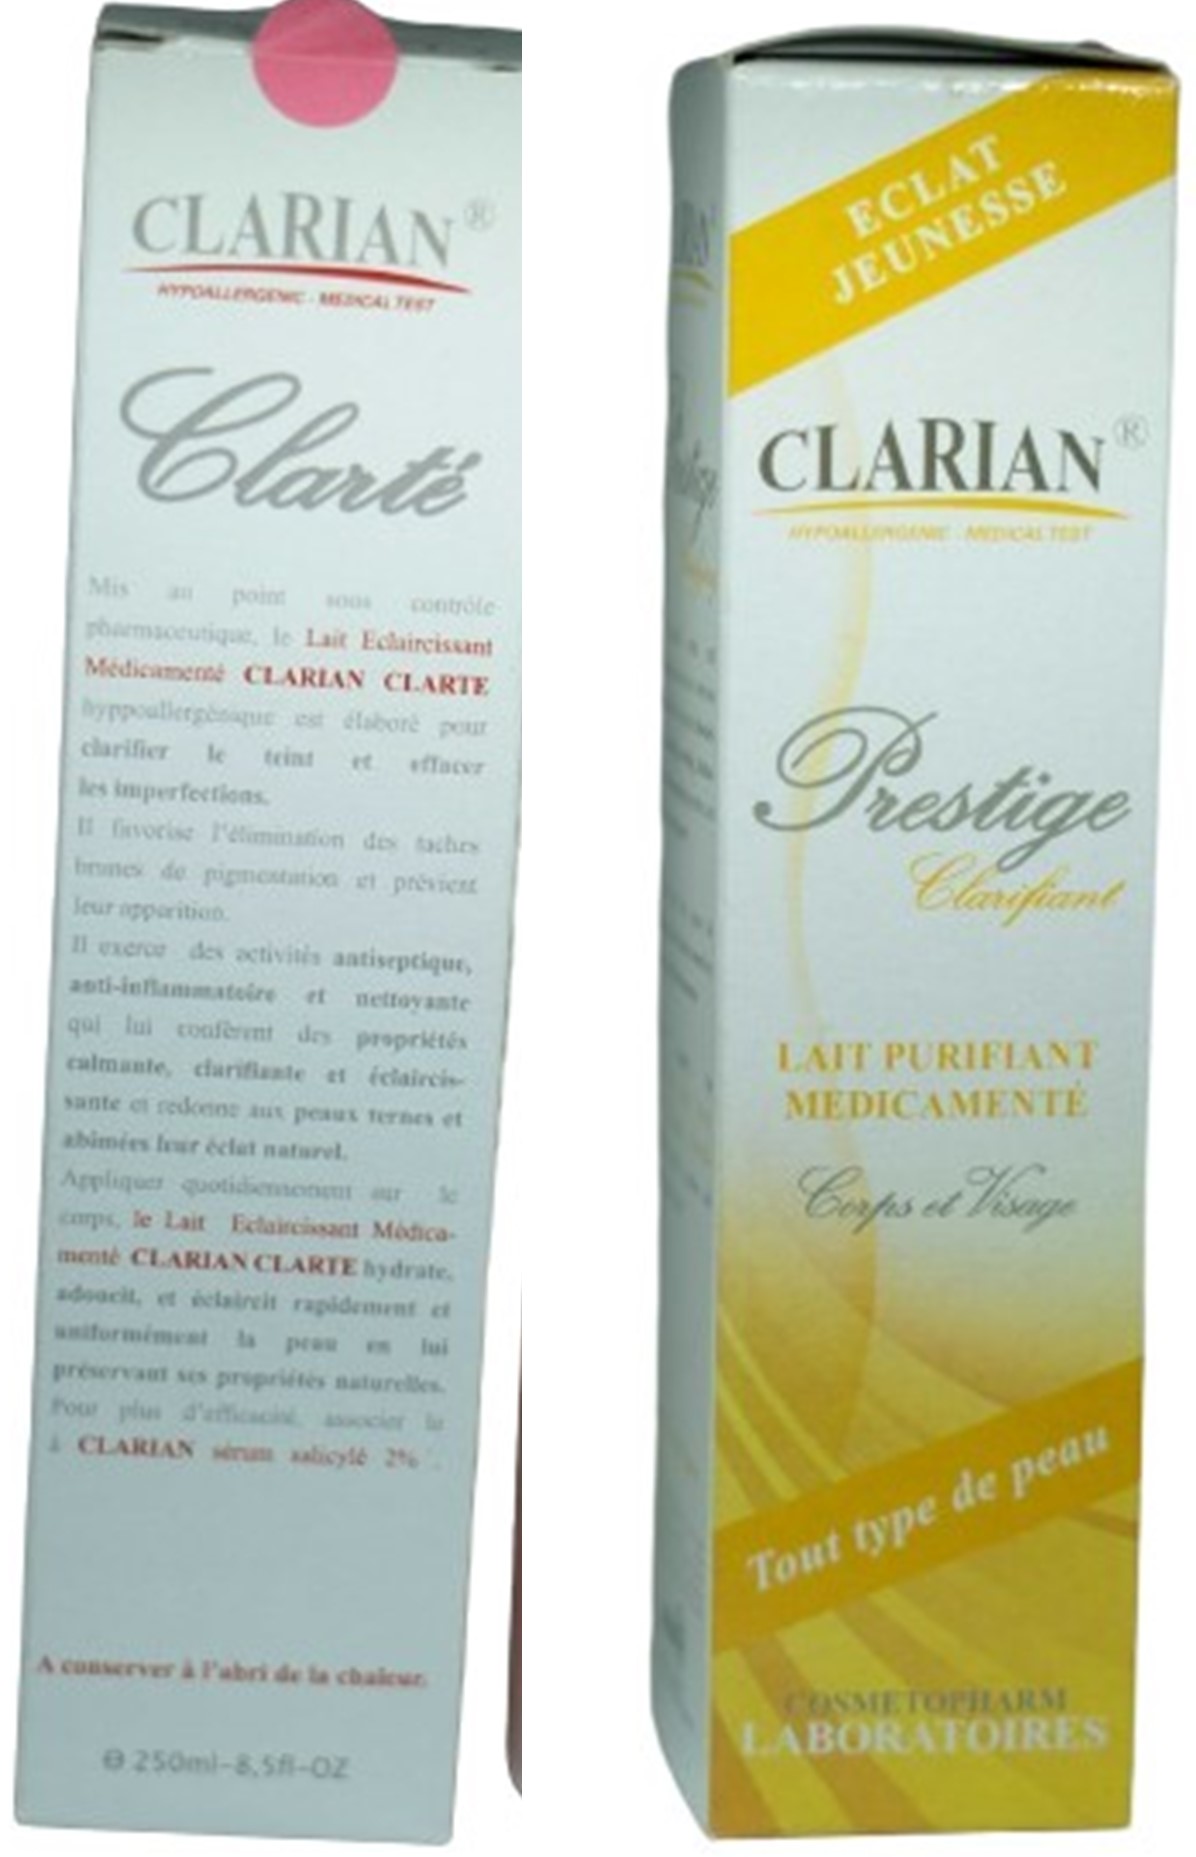 CLARIAN®
HYPOALLERGENIC - MEDICAL TEST
Clarté
Mis au point sous contrôle
pharmaceutique, le Lait Eclaircissant
Médicamenté CLARIAN CLARTE
hyppoallergénique est élaboré pour
clarifier le teint et effacer
les imperfections.
Il favorise l'élimination des taches
brunes de pigmentation et prévient
leur apparition.
Il exerce des activités antiseptique,
anti-inflammatoire et nettoyante
qui lui confèrent des propriétés
calmante, clarifiante et éclaircis-
sante et redonne aux peaux ternes et
abimées leur éclat naturel.
Appliquer quotidiennement sur le
corps, le Lait Eclaircissant Médica-
menté CLARIAN CLARTE hydrate,
adoucit, et éclaircit rapidement et
uniformément la peau en lui
préservant ses propriétés naturelles.
Pour plus d'efficacité, associer le
à CLARIAN sérum salicylé 2% .
A conserver à l'abri de la chaleur.
250ml-8,5fl-OZ
ECLAT
JEUNESSE
CLARIAN®
HYPOALLERGENIC - MEDICAL TEST
Prestige
Clarifiant
LAIT PURIFIANT
MEDICAMENTÉ
Corps et Visage
Tout type de peau
COSMETOPHARM
LABORATOIRES